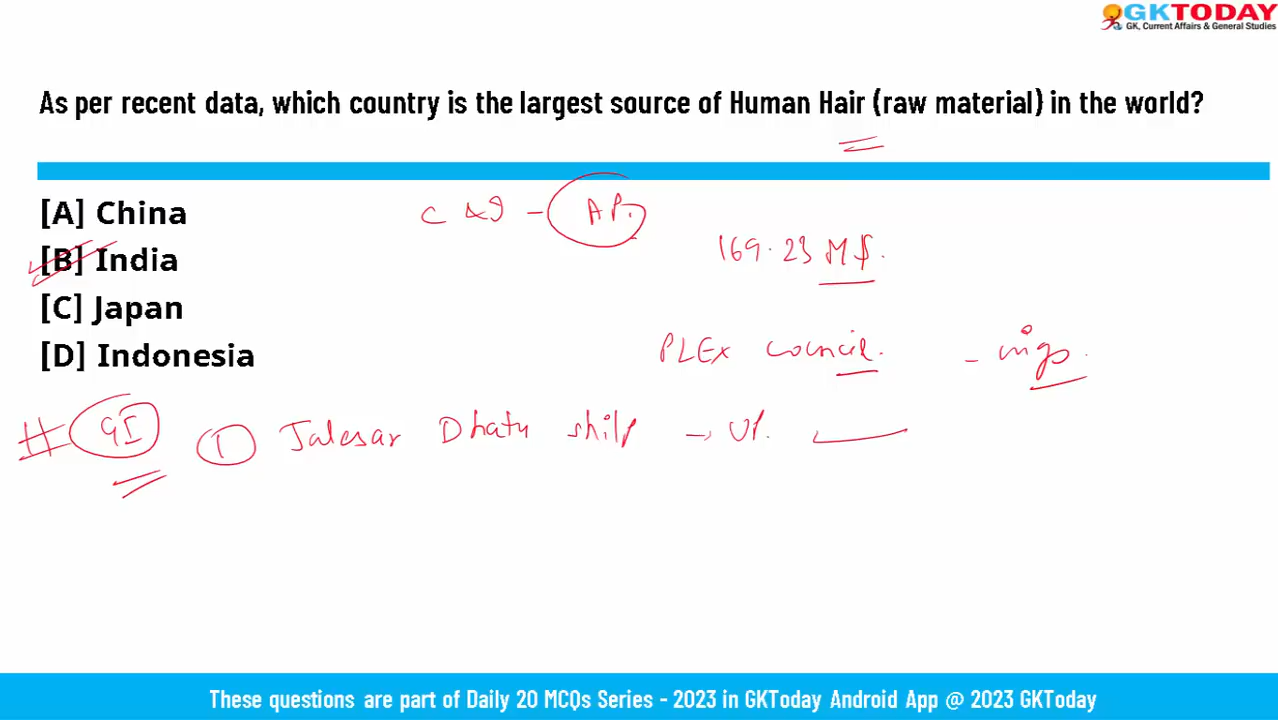 GKTODAY
GK, Current Affairs & General Studies
As per recent data, which country is the largest source of Human Hair (raw material) in the world?
[A] China
[B] India
[C] Japan
[D] Indonesia
AP.
169.23 M$.
PLEx council.
# GI ① Jalesar Dhatu shilp → UP.
These questions are part of Daily 20 MCQs Series - 2023 in GKToday Android App @ 2023 GKToday